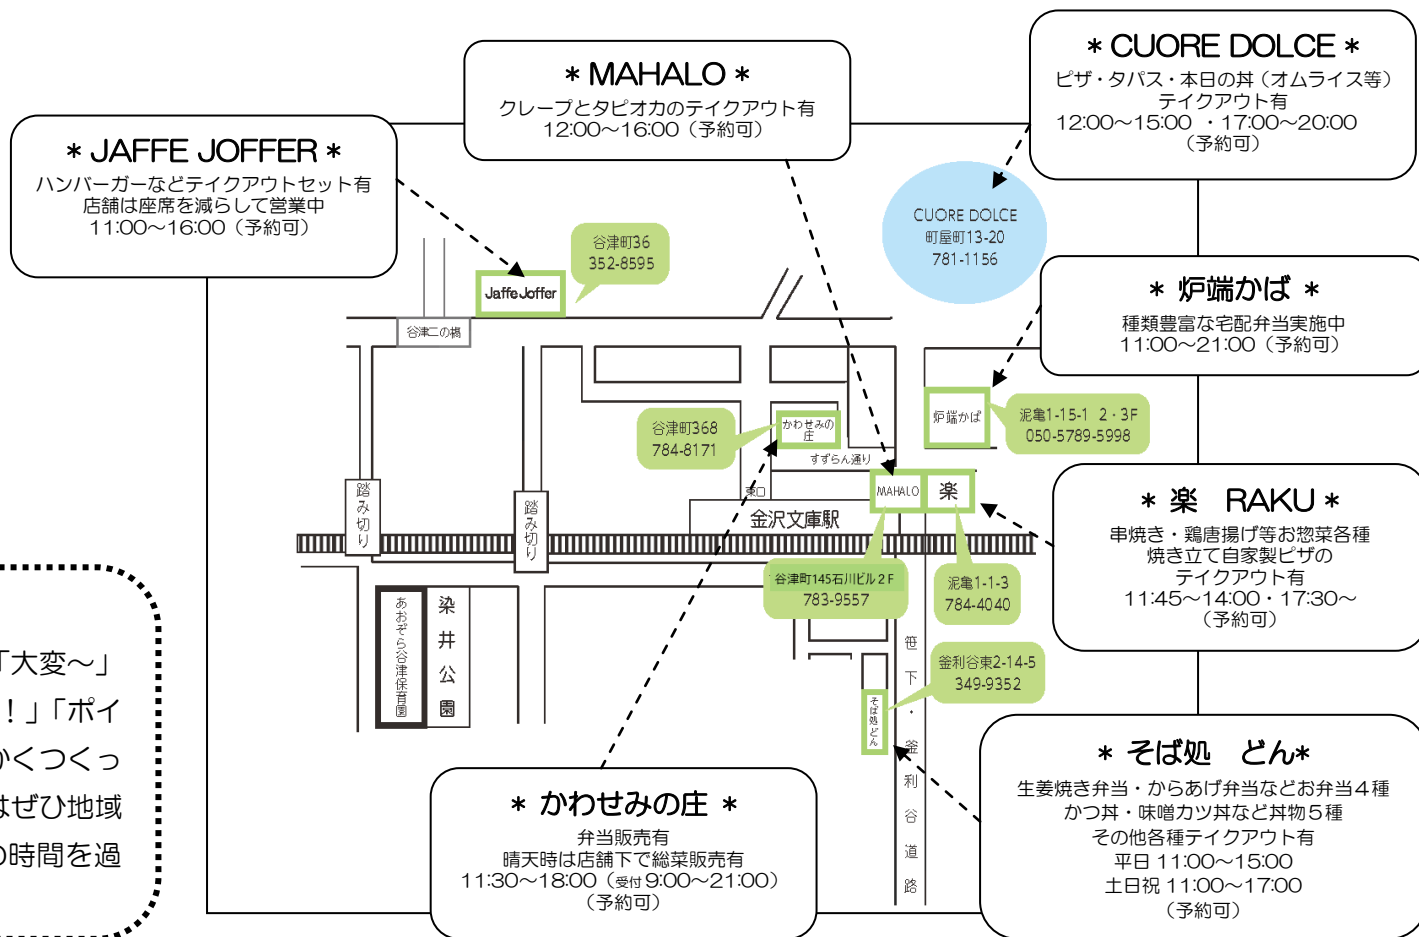 * CUORE DOLCE *
ピザ・タパス・本日の丼（オムライス等）
テイクアウト有
12:00～15:00 ・17:00～20:00
（予約可）
* MAHALO *
クレープとタピオカのテイクアウト有
12:00～16:00（予約可）
* JAFFE JOFFER *
ハンバーガーなどテイクアウトセット有
店舗は座席を減らして営業中
11:00～16:00（予約可）
CUORE DOLCE
町屋町13-20
781-1156
谷津町36
352-8595
Jaffe Joffer
谷津二の橋
* 炉端かば *
種類豊富な宅配弁当実施中
11:00～21:00（予約可）
炉端かば
泥亀1-15-1 2・3F
050-5789-5998
谷津町368
784-8171
かわせみの
庄
すずらん通り
東口
金沢文庫駅
MAHALO
楽
踏み切り
踏み切り
* 楽 RAKU *
串焼き・鶏唐揚げ等お惣菜各種
焼き立て自家製ピザの
テイクアウト有
11:45～14:00・17:30～
（予約可）
谷津町145石川ビル2F
783-9557
泥亀1-1-3
784-4040
あおぞら谷津保育園
染井公園
釜利谷東2-14-5
349-9352
そば処どん
笹下・釜利谷道路
「大変～」
！」「ポイ
かくつくっ
はぜひ地域
の時間を過
* かわせみの庄 *
弁当販売有
晴天時は店舗下で総菜販売有
11:30～18:00（受付 9:00～21:00）
（予約可）
* そば処 どん*
生姜焼き弁当・からあげ弁当などお弁当４種
かつ丼・味噌カツ丼など丼物５種
その他各種テイクアウト有
平日 11:00～15:00
土日祝 11:00～17:00
（予約可）